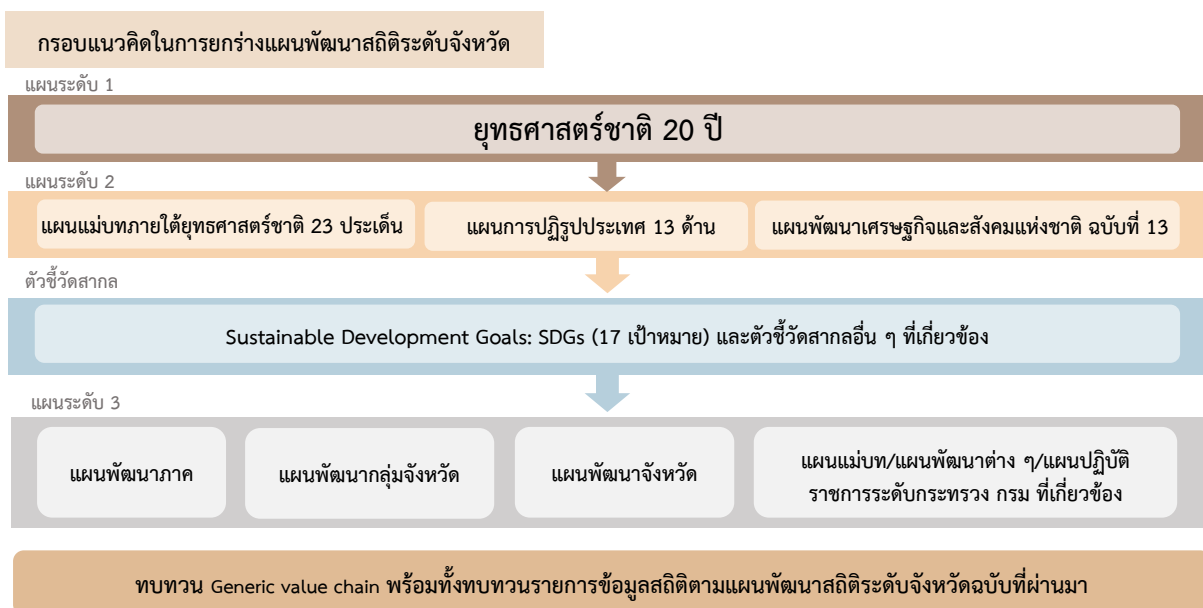 กรอบแนวคิดในการยกร่างแผนพัฒนาสถิติระดับจังหวัด
แผนระดับ 1
ยุทธศาสตร์ชาติ 20 ปี
แผนระดับ 2
แผนแม่บทภายใต้ยุทธศาสตร์ชาติ 23 ประเด็น
แผนการปฏิรูปประเทศ 13 ด้าน
แผนพัฒนาเศรษฐกิจและสังคมแห่งชาติ ฉบับที่ 13
ตัวชี้วัดสากล
Sustainable Development Goals: SDGs (17 เป้าหมาย) และตัวชี้วัดสากลอื่น ๆ ที่เกี่ยวข้อง
แผนระดับ 3
แผนพัฒนาภาค
แผนพัฒนากลุ่มจังหวัด
แผนพัฒนาจังหวัด
แผนแม่บท/แผนพัฒนาต่าง ๆ/แผนปฏิบัติ
ราชการระดับกระทรวง กรม ที่เกี่ยวข้อง
ทบทวน Generic value chain พร้อมทั้งทบทวนรายการข้อมูลสถิติตามแผนพัฒนาสถิติระดับจังหวัดฉบับที่ผ่านมา